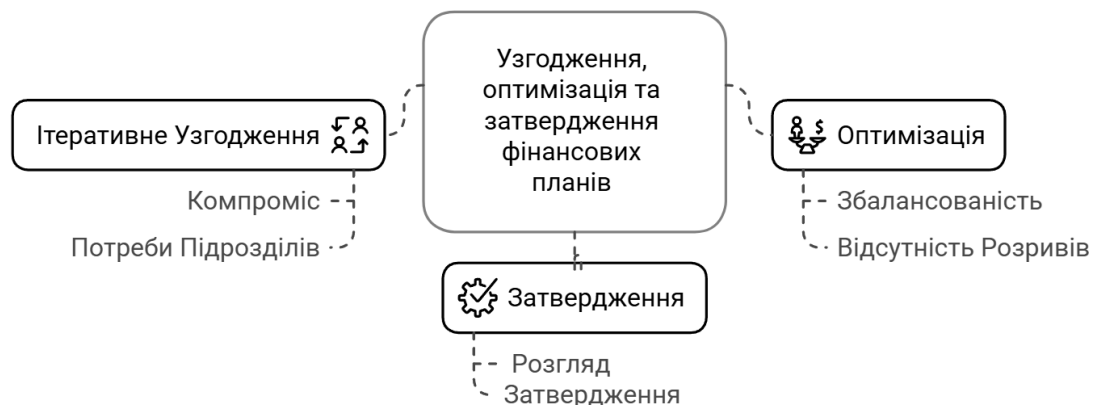 Узгодження,
оптимізація та
затвердження
фінансових
планів
Ітеративне Узгодження
Компроміс
Потреби Підрозділів
Оптимізація
Збалансованість
Відсутність Розривів
Затвердження
Розгляд
Затвердження